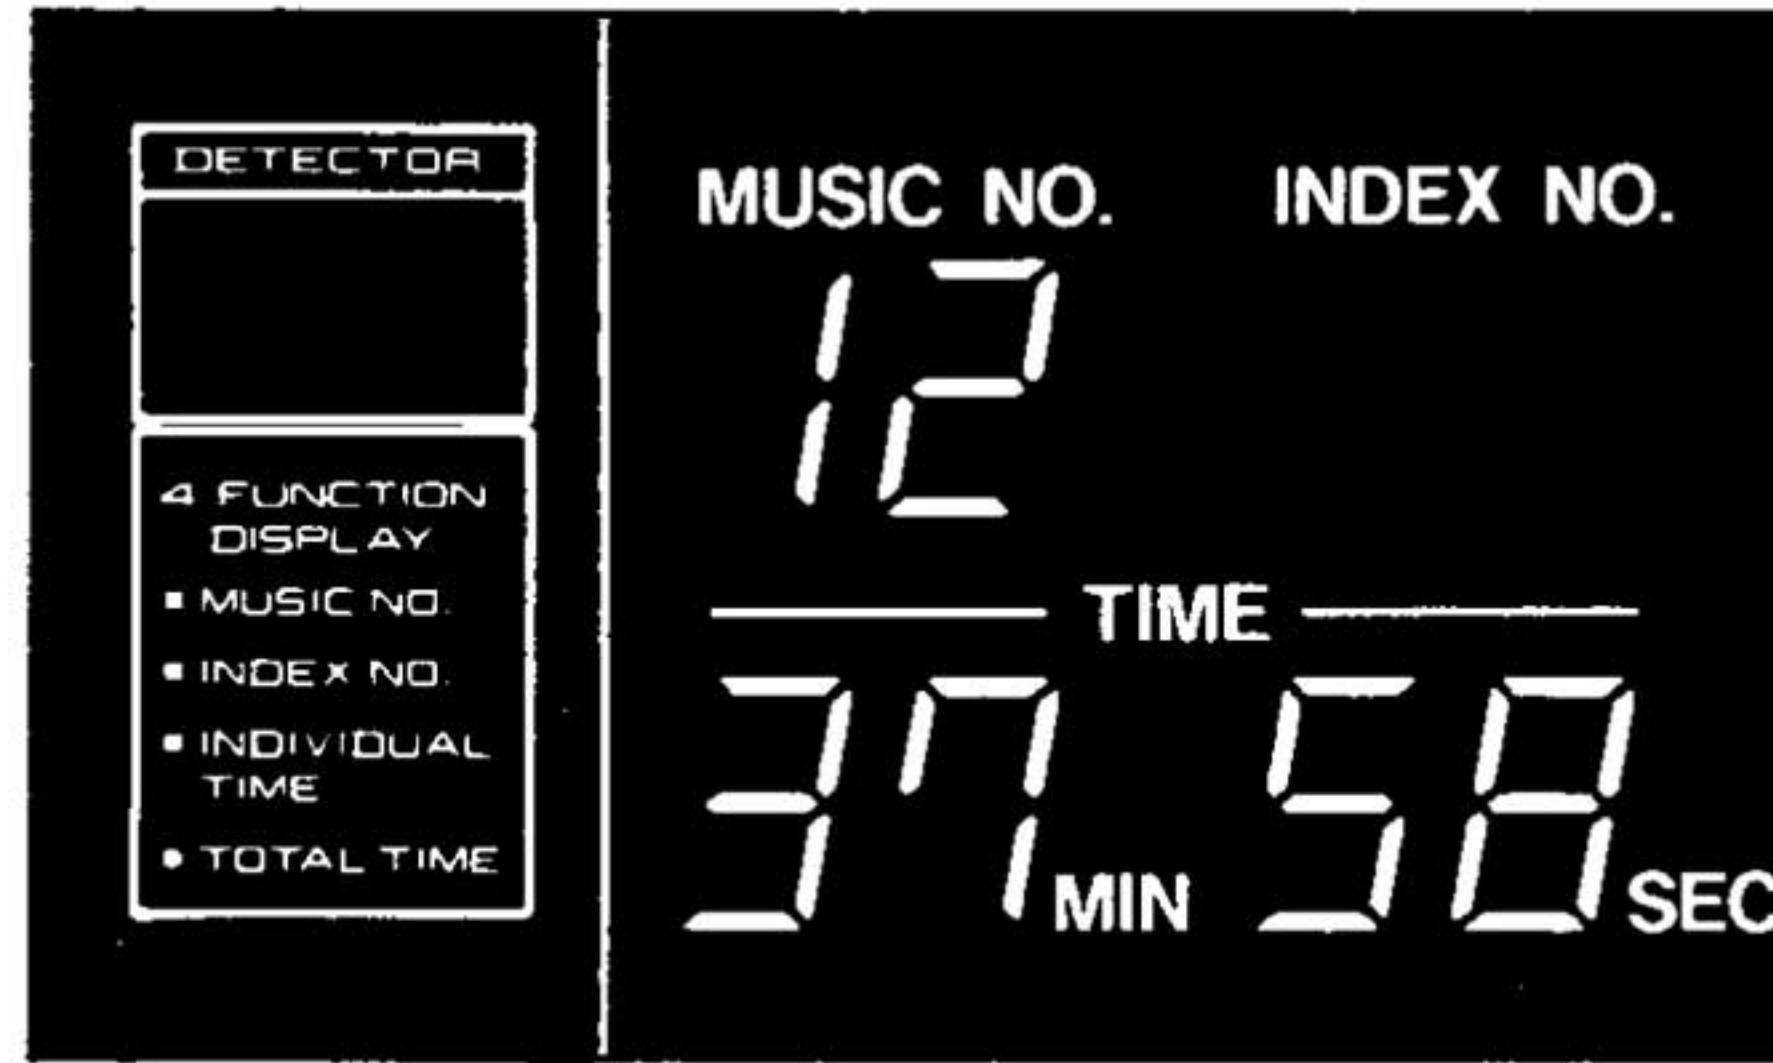 DETECTOR
4 FUNCTION
DISPLAY
▪ MUSIC NO.
▪ INDEX NO.
▪ INDIVIDUAL
TIME
• TOTAL TIME
MUSIC NO. INDEX NO.
12
TIME
37 MIN 58 SEC